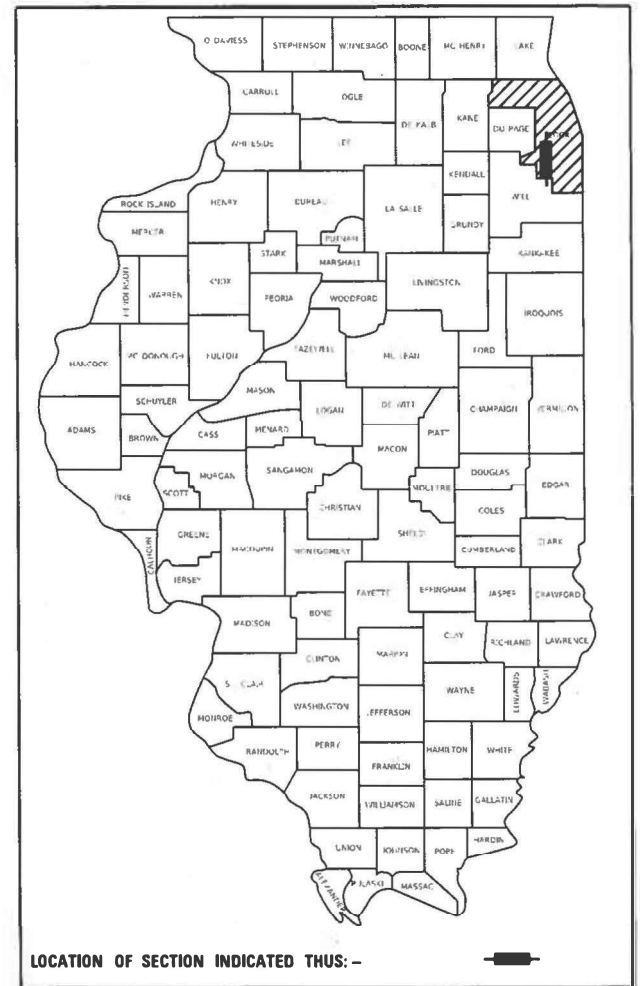 JO DAVIESS STEPHENSON WINNEBAGO BOONE MC HENRY LAKE
CARROLL OGLE DE KALB KANE DU PAGE
WHITESIDE LEE KENDALL WILL
ROCK ISLAND HENRY BUREAU LA SALLE GRUNDY
MERCER PUTNAM KANKAKEE
STARK MARSHALL LIVINGSTON
HENDERSON WARREN KNOX PEORIA WOODFORD IROQUOIS
HANCOCK MC DONOUGH FULTON TAZEWELL MC LEAN FORD
SCHUYLER MASON LOGAN DE WITT CHAMPAIGN VERMILION
ADAMS BROWN CASS MENARD MACON PIATT
PIKE SCOTT MORGAN SANGAMON MOULTRIE DOUGLAS EDGAR
CHRISTIAN COLES
GREENE MACOUPIN MONTGOMERY SHELBY CUMBERLAND CLARK
CALHOUN JERSEY FAYETTE EFFINGHAM JASPER CRAWFORD
MADISON BOND CLAY RICHLAND LAWRENCE
CLINTON MARION
ST CLAIR WAYNE EDWARDS WABASH
MONROE WASHINGTON JEFFERSON
RANDOLPH PERRY HAMILTON WHITE
FRANKLIN
JACKSON WILLIAMSON SALINE GALLATIN
UNION JOHNSON POPE HARDIN
ALEXANDER PULASKI MASSAC
LOCATION OF SECTION INDICATED THUS: -